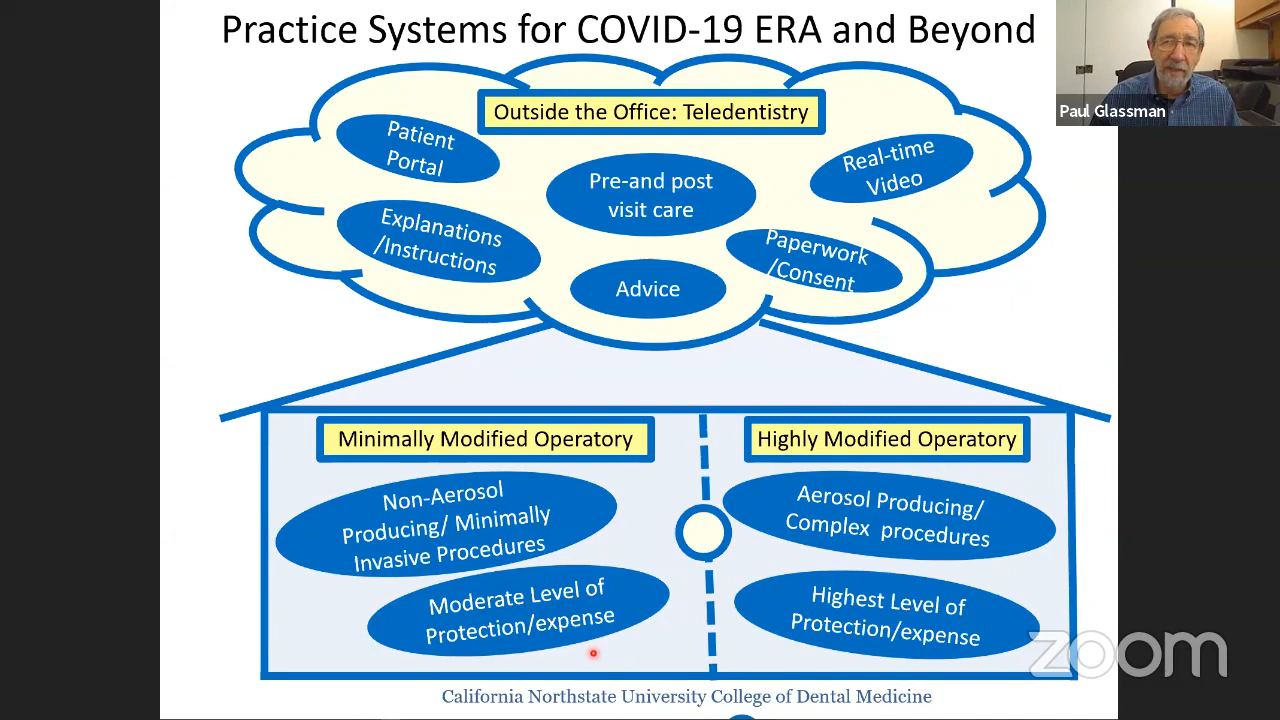 Practice Systems for COVID-19 ERA and Beyond
Paul Glassman
Outside the Office: Teledentistry
Patient
Portal
Pre-and post
visit care
Real-time
Video
Explanations
/Instructions
Paperwork
/Consent
Advice
Minimally Modified Operatory
Highly Modified Operatory
Non-Aerosol
Producing/ Minimally
Invasive Procedures
Aerosol Producing/
Complex procedures
Moderate Level of
Protection/expense
Highest Level of
Protection/expense
zoom
California Northstate University College of Dental Medicine